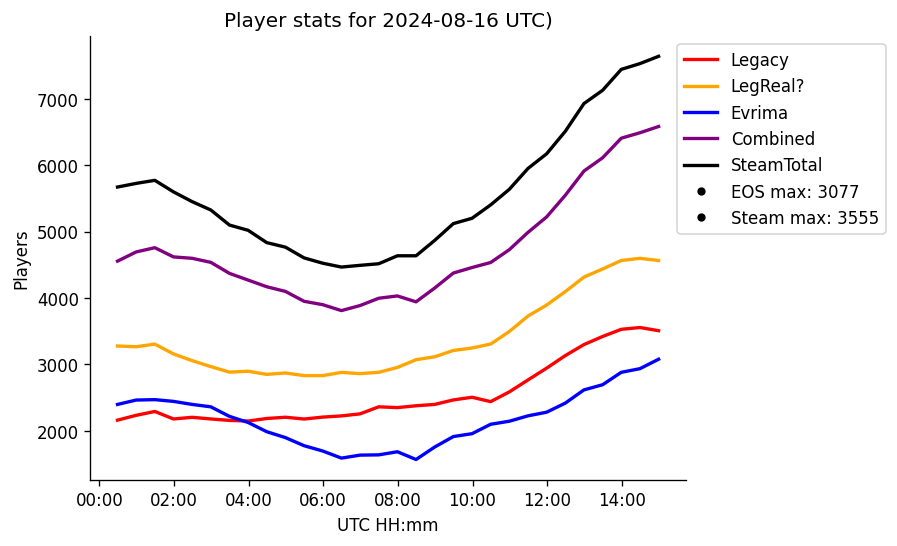 Player stats for 2024-08-16 UTC)
Legacy
LegReal?
Evrima
Combined
SteamTotal
EOS max: 3077
Steam max: 3555
Players
7000
6000
5000
4000
3000
2000
00:00 02:00 04:00 06:00 08:00 10:00 12:00 14:00
UTC HH:mm